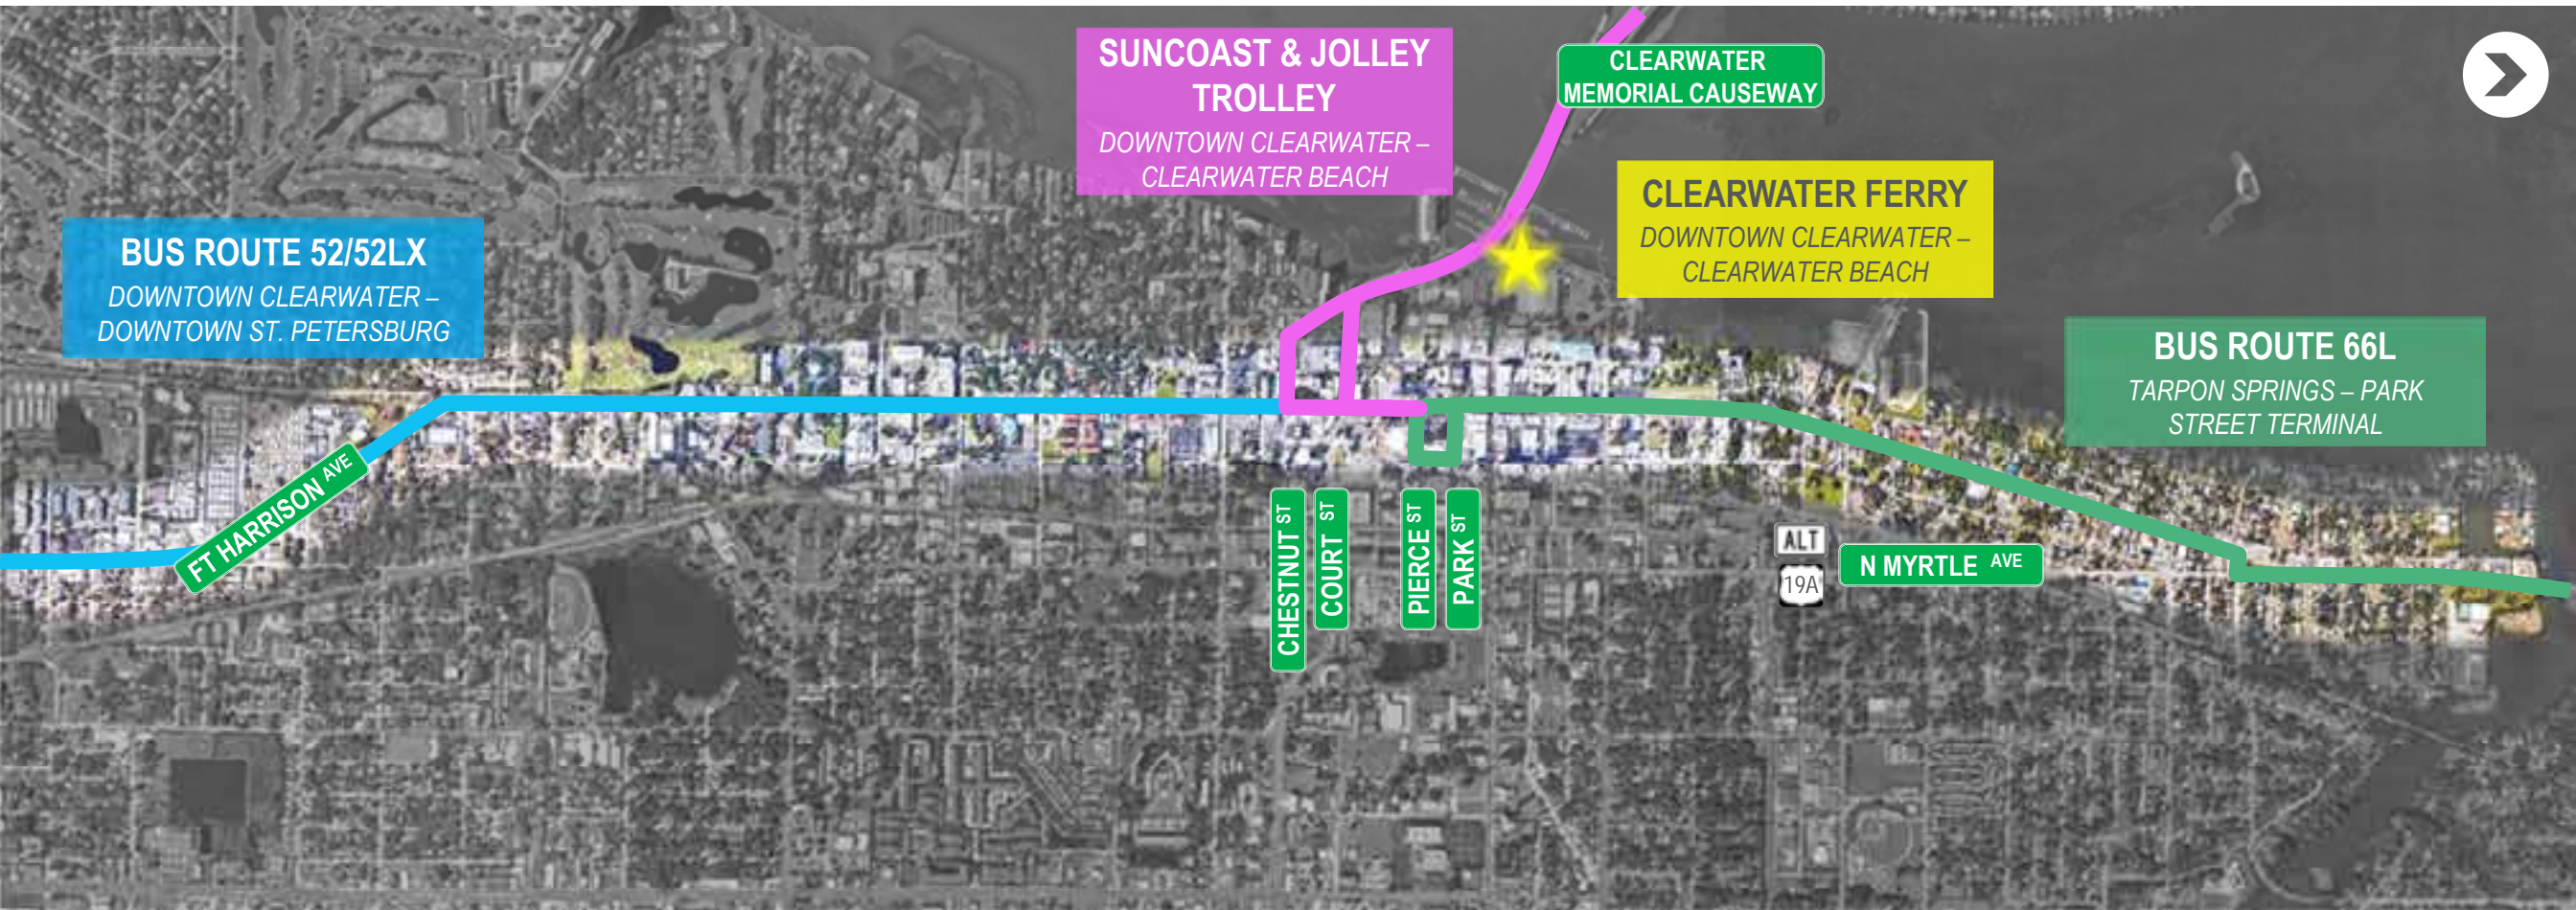 SUNCOAST & JOLLEY
TROLLEY
DOWNTOWN CLEARWATER –
CLEARWATER BEACH
CLEARWATER
MEMORIAL CAUSEWAY
CLEARWATER FERRY
DOWNTOWN CLEARWATER –
CLEARWATER BEACH
BUS ROUTE 52/52LX
DOWNTOWN CLEARWATER –
DOWNTOWN ST. PETERSBURG
BUS ROUTE 66L
TARPON SPRINGS – PARK
STREET TERMINAL
FT HARRISON AVE
CHESTNUT ST
COURT ST
PIERCE ST
PARK ST
ALT
19A
N MYRTLE AVE